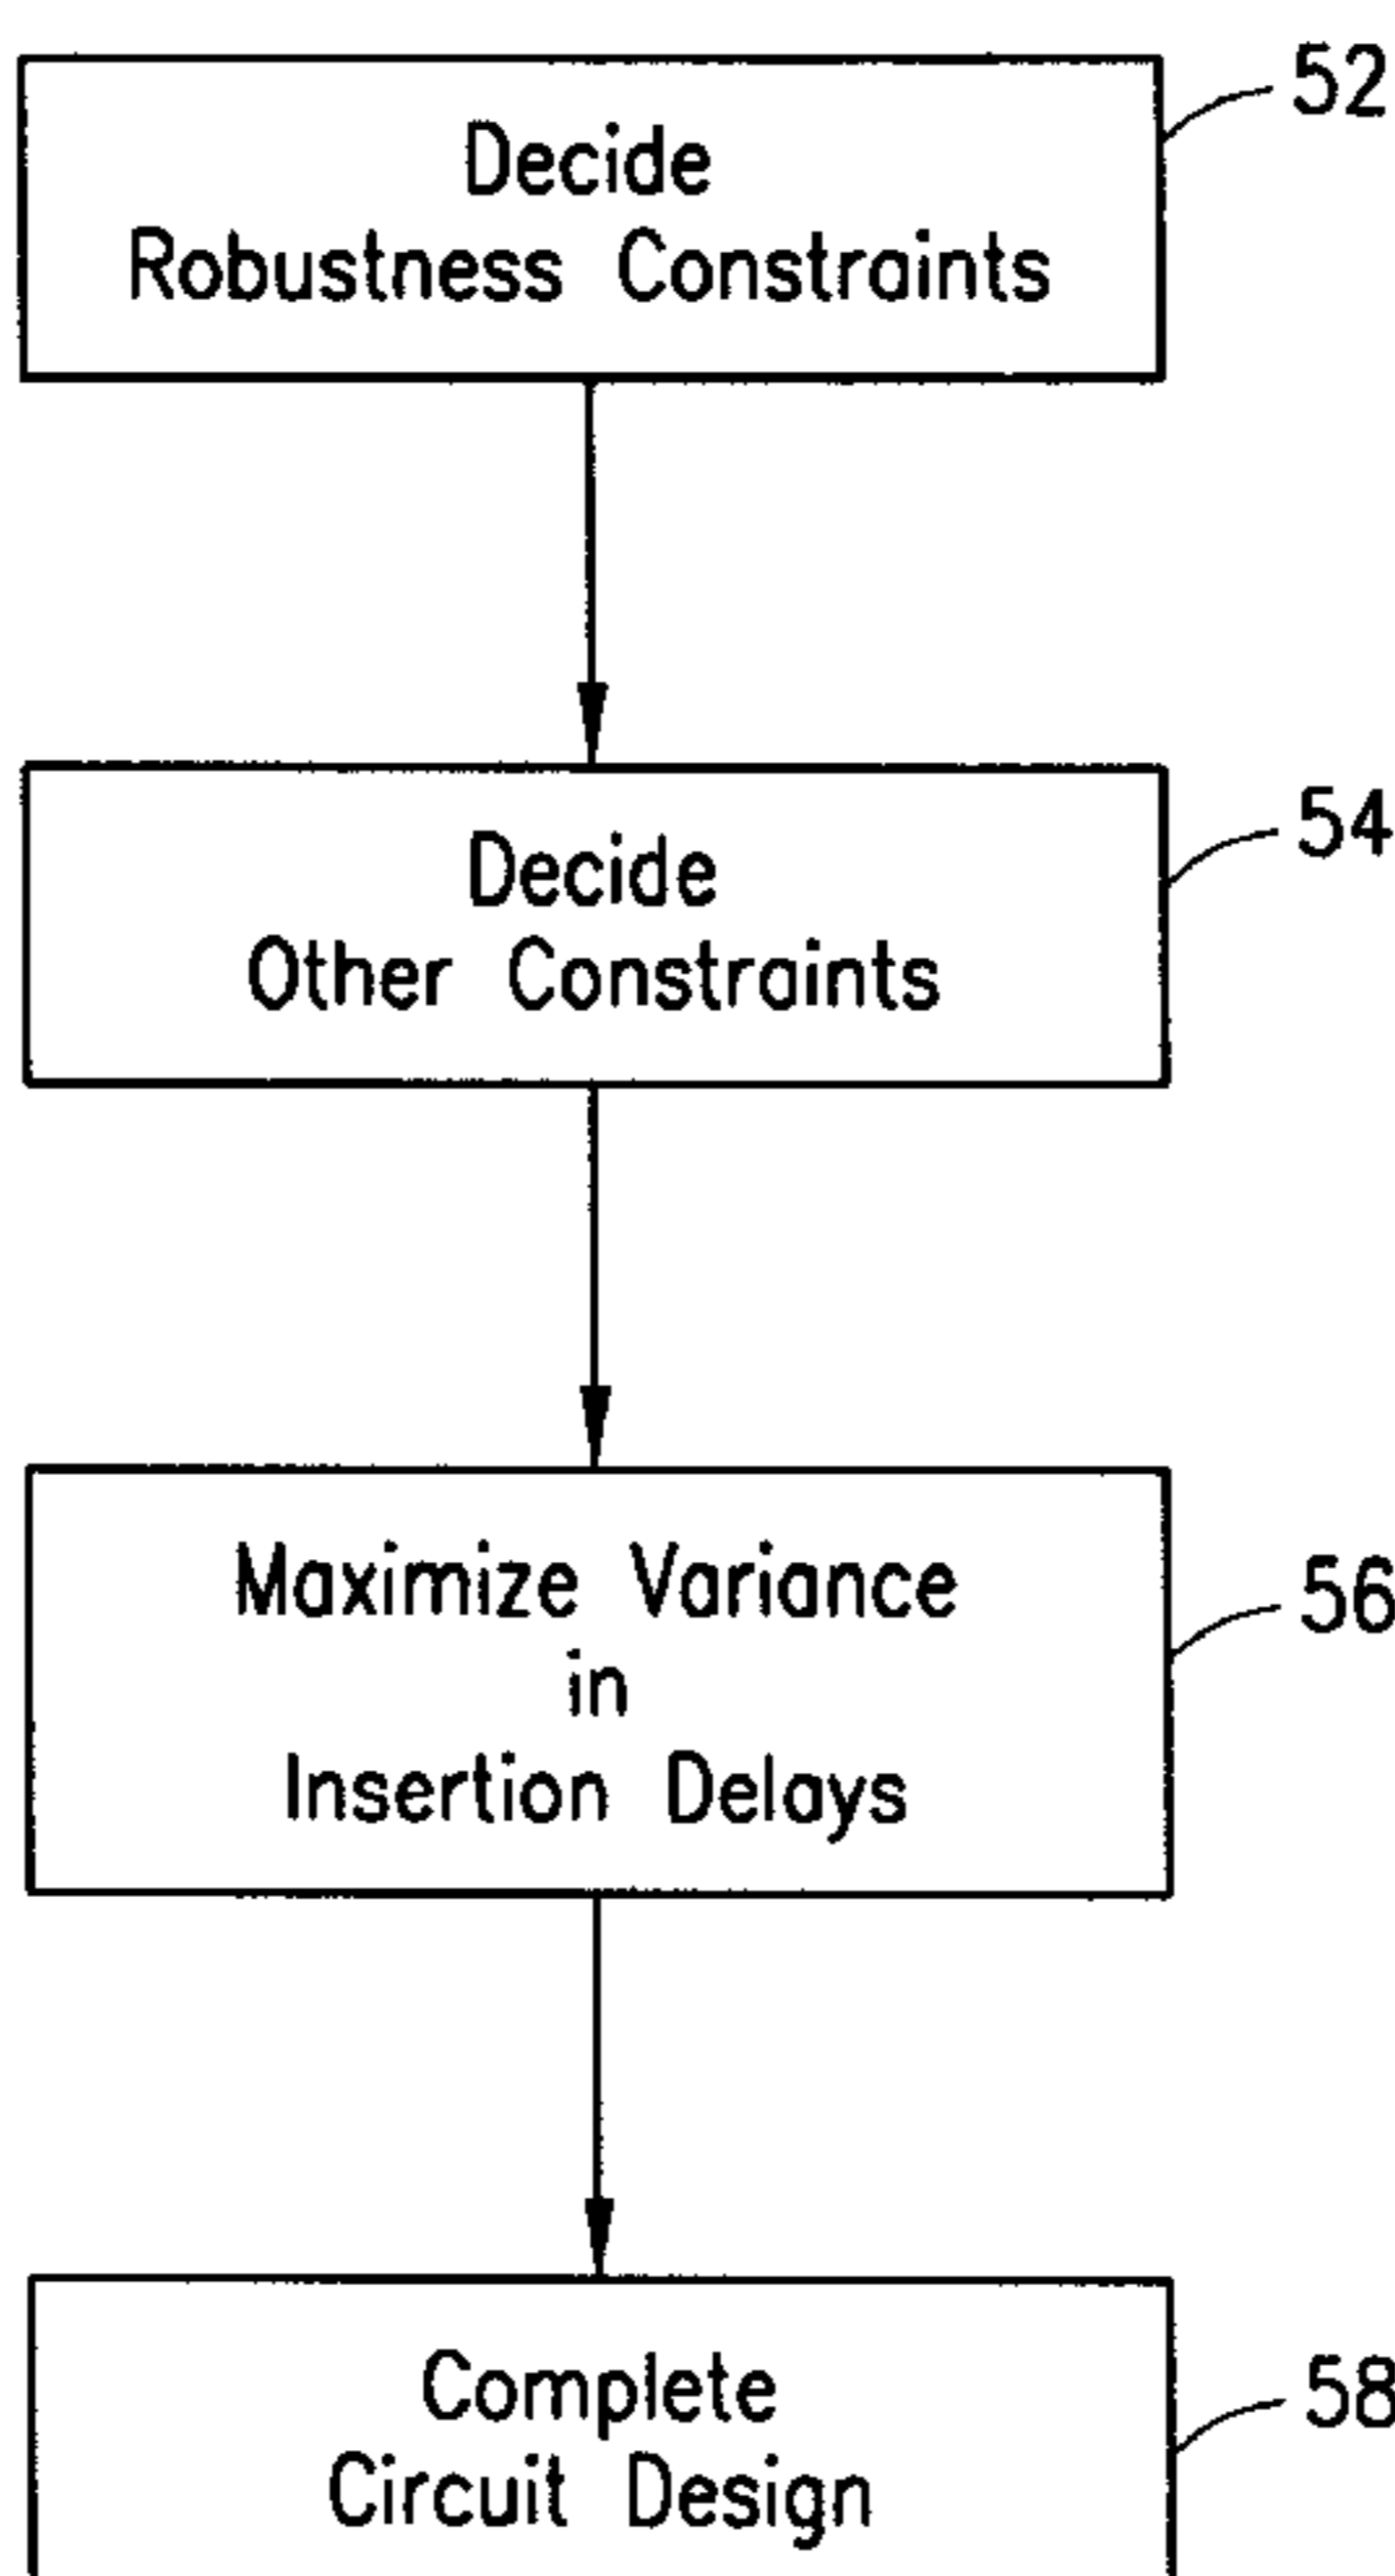 52
Decide
Robustness Constraints
54
Decide
Other Constraints
56
Maximize Variance
in
Insertion Delays
58
Complete
Circuit Design